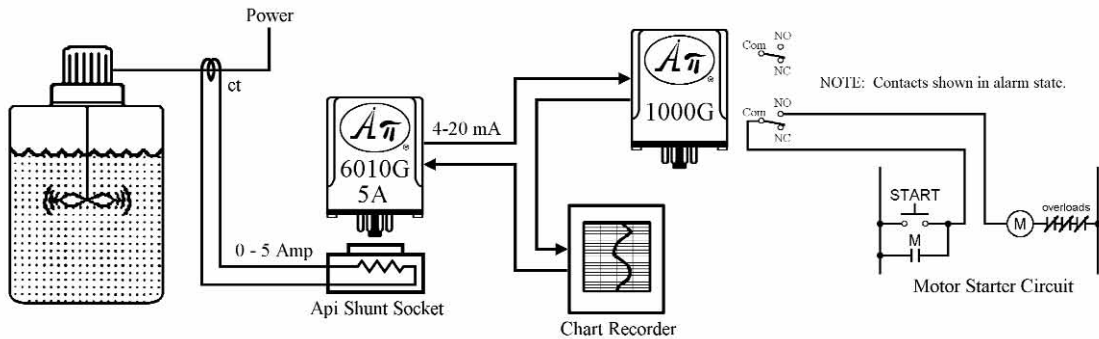 Power
ct
Aπ®
6010G
5A
4-20 mA
0 - 5 Amp
Api Shunt Socket
Aπ®
1000G
Chart Recorder
NO
Com
NC
NOTE: Contacts shown in alarm state.
NO
Com
NC
START
M
M
overloads
Motor Starter Circuit